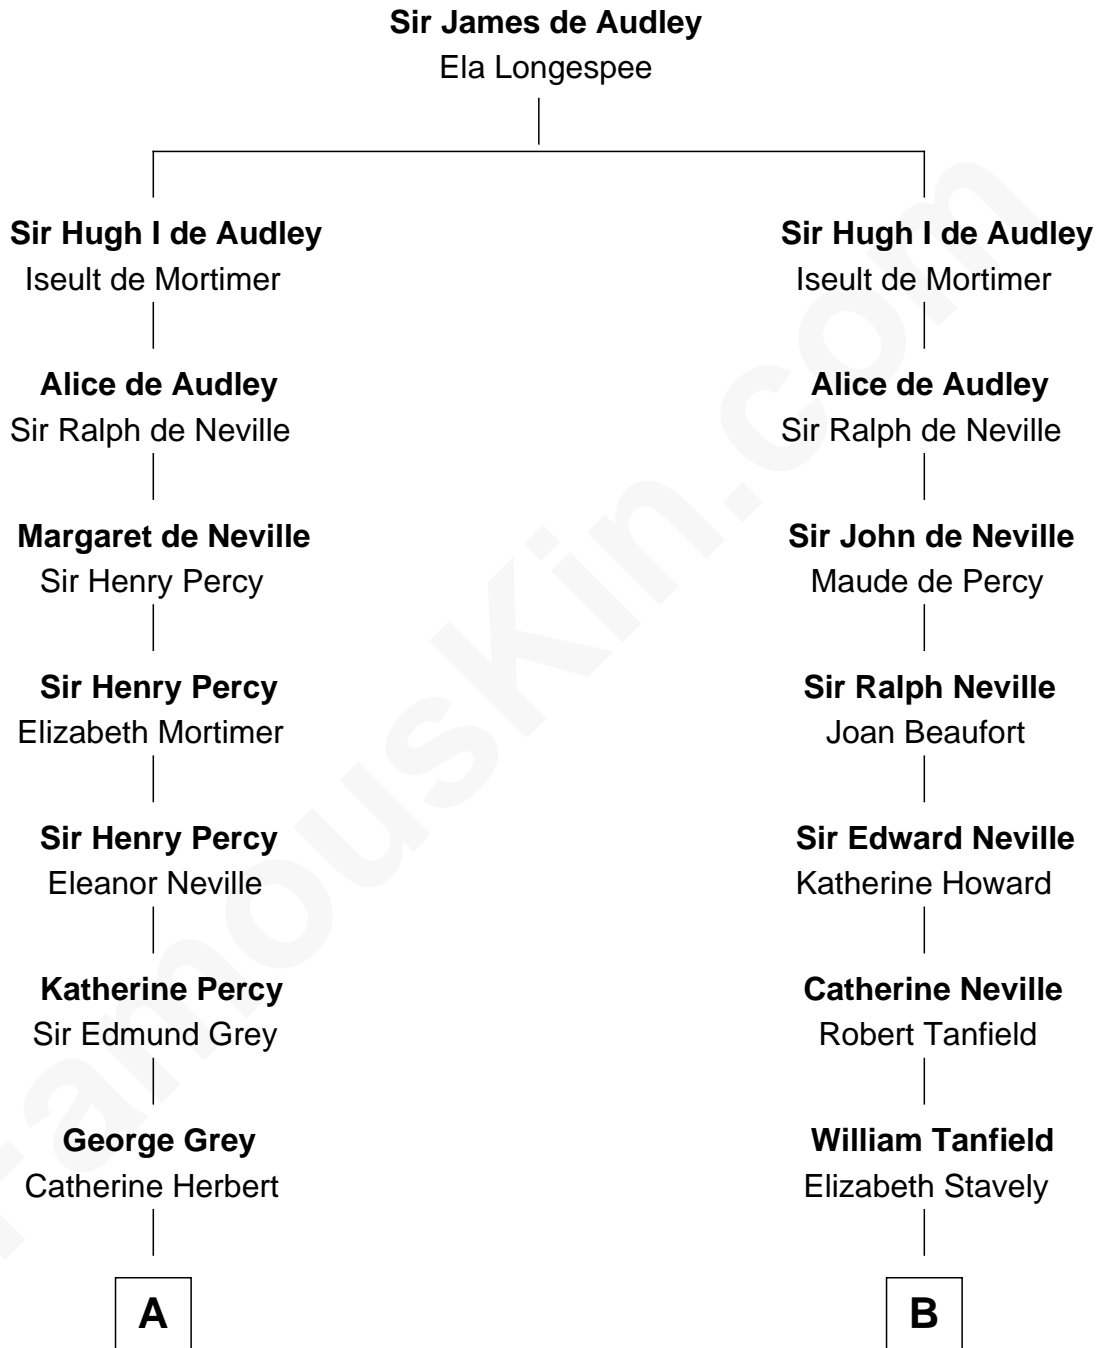 Sir James de Audley
Ela Longespee
Sir Hugh I de Audley
Iseult de Mortimer
Alice de Audley
Sir Ralph de Neville
Margaret de Neville
Sir Henry Percy
Sir Henry Percy
Elizabeth Mortimer
Sir Henry Percy
Eleanor Neville
Katherine Percy
Sir Edmund Grey
George Grey
Catherine Herbert
A
Sir Hugh I de Audley
Iseult de Mortimer
Alice de Audley
Sir Ralph de Neville
Sir John de Neville
Maude de Percy
Sir Ralph Neville
Joan Beaufort
Sir Edward Neville
Katherine Howard
Catherine Neville
Robert Tanfield
William Tanfield
Elizabeth Stavely
B
FamousKin.com